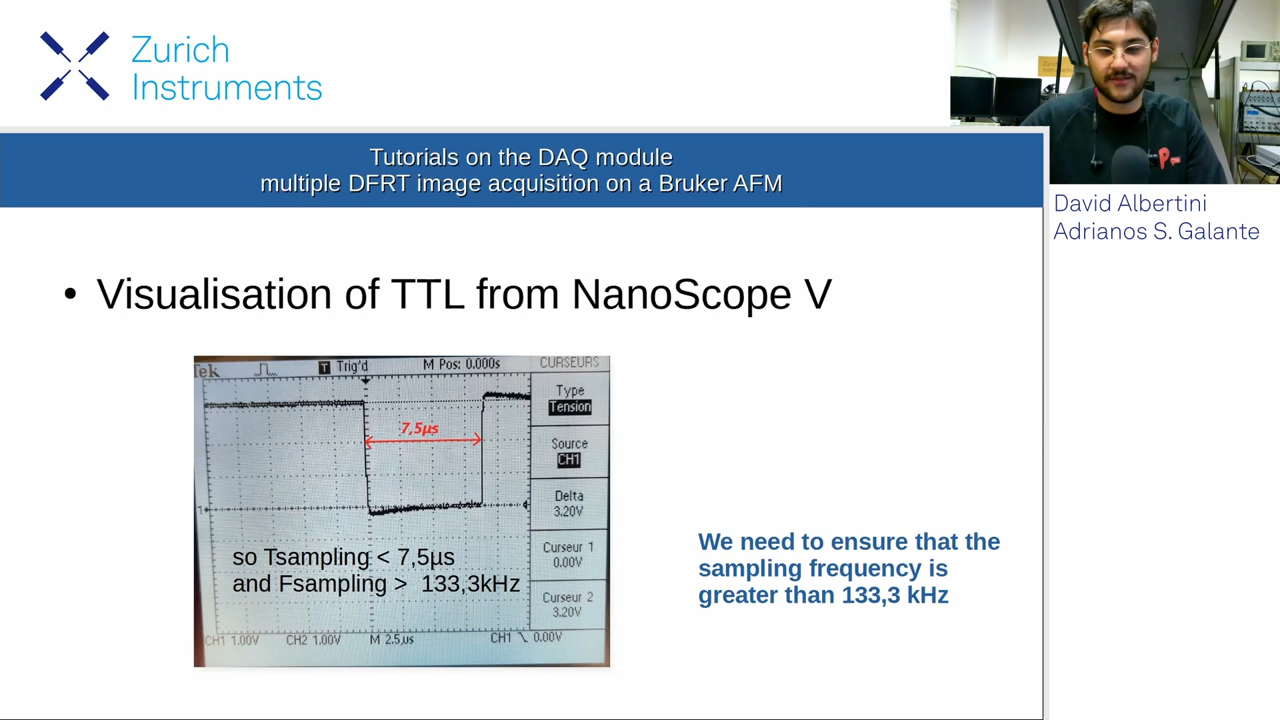 Zurich
Instruments
Tutorials on the DAQ module
multiple DFRT image acquisition on a Bruker AFM
David Albertini
Adrianos S. Galante
• Visualisation of TTL from NanoScope V
Tek T Trig'd M Pos: 0.000s CURSEURS
Type
Tension
7,5µs
Source
CH1
Delta
3.20V
1
so Tsampling < 7,5µs
and Fsampling > 133,3kHz
Curseur 1
0.00V
Curseur 2
3.20V
CH1 1.00V CH2 1.00V M 2.5µs CH1 0.00V
We need to ensure that the
sampling frequency is
greater than 133,3 kHz